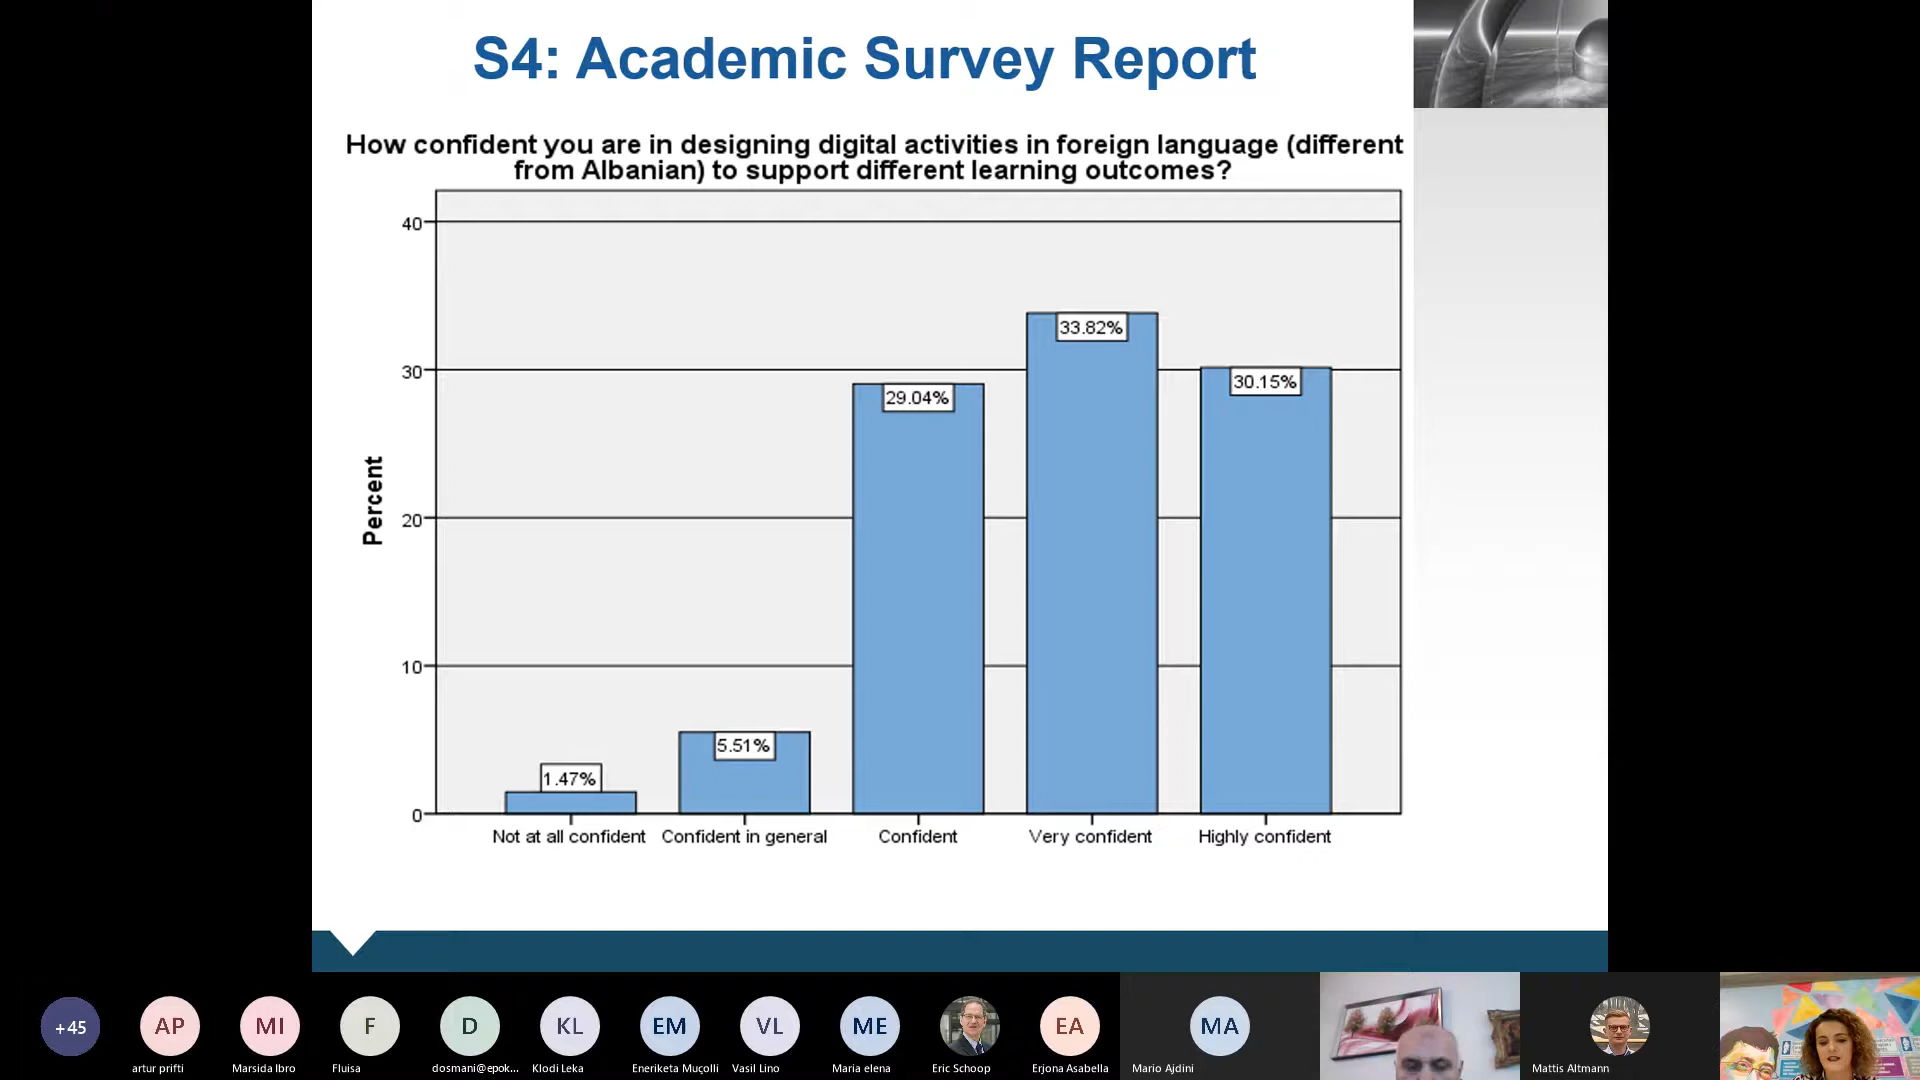 S4: Academic Survey Report
How confident you are in designing digital activities in foreign language (different
from Albanian) to support different learning outcomes?
40
30
20
10
0
Percent
1.47%
5.51%
29.04%
33.82%
30.15%
Not at all confident
Confident in general
Confident
Very confident
Highly confident
+45
AP
MI
F
D
KL
EM
VL
ME
EA
MA
artur prifti
Marsida Ibro
Fluisa
dosmani@epok...
Klodi Leka
Eneriketa Muçolli
Vasil Lino
Maria elena
Eric Schoop
Erjona Asabella
Mario Ajdini
Mattis Altmann